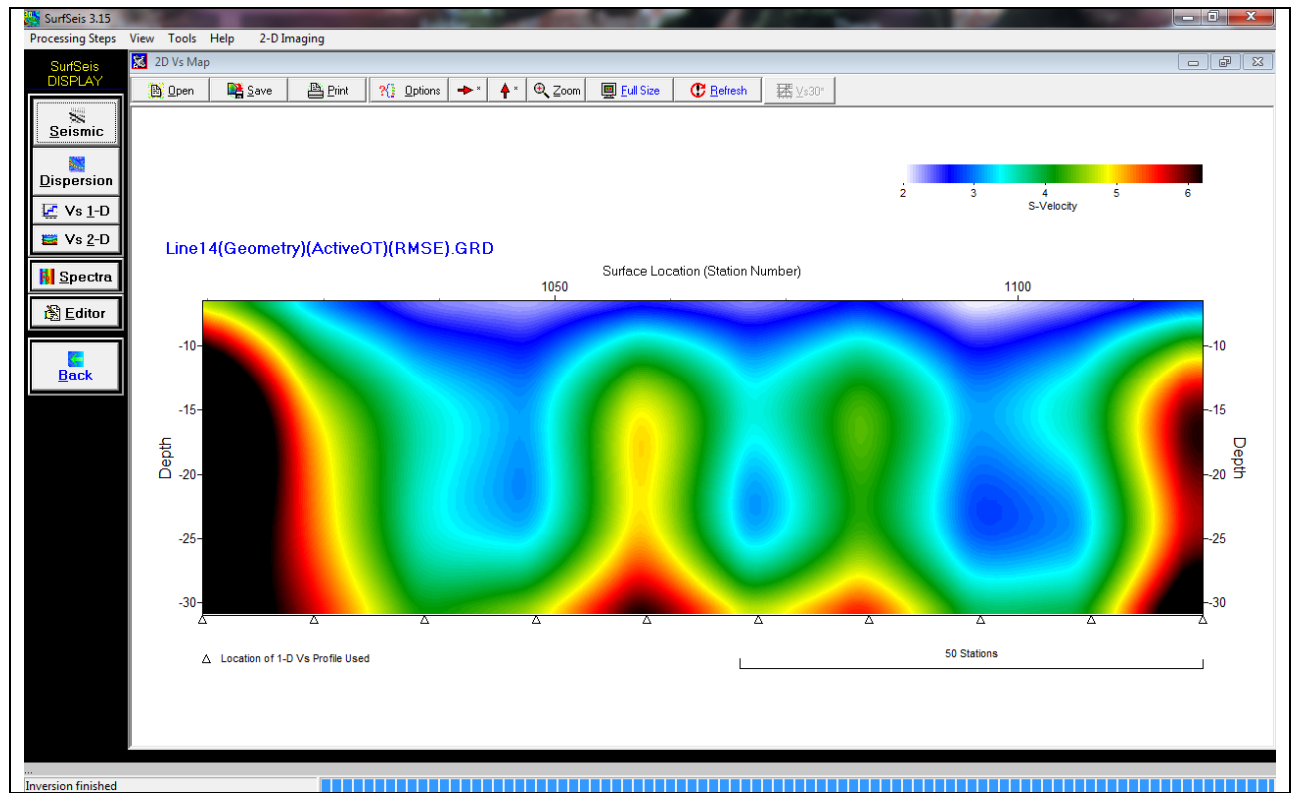 SurfSeis 3.15
Processing Steps View Tools Help 2-D Imaging
SurfSeis
DISPLAY
2D Vs Map
Open Save Print Options Zoom Full Size Refresh Vs30"
Seismic
Dispersion
Vs 1-D
Vs 2-D
Spectra
Editor
Back
2 3 4 5 6
S-Velocity
Line14(Geometry)(ActiveOT)(RMSE).GRD
Surface Location (Station Number)
1050 1100
-10 -10
-15 -15
Depth Depth
-20 -20
-25 -25
-30 -30
Location of 1-D Vs Profile Used
50 Stations
...
Inversion finished